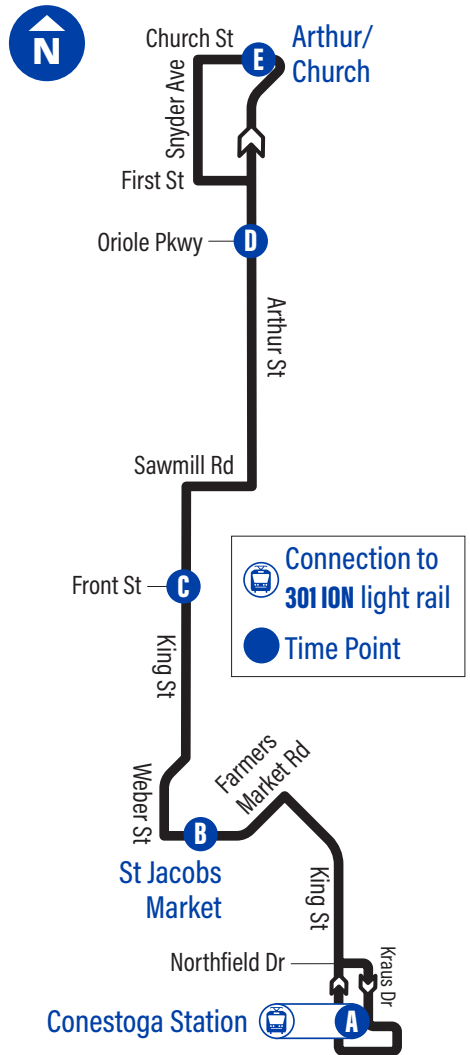 N
Church St
E
Arthur/
Church
Snyder Ave
First St
Oriole Pkwy
D
Arthur St
Sawmill Rd
Connection to
301 ION light rail
Time Point
Front St
C
King St
Weber St
Farmers
Market Rd
B
St Jacobs
Market
King St
Northfield Dr
Kraus Dr
Conestoga Station
A